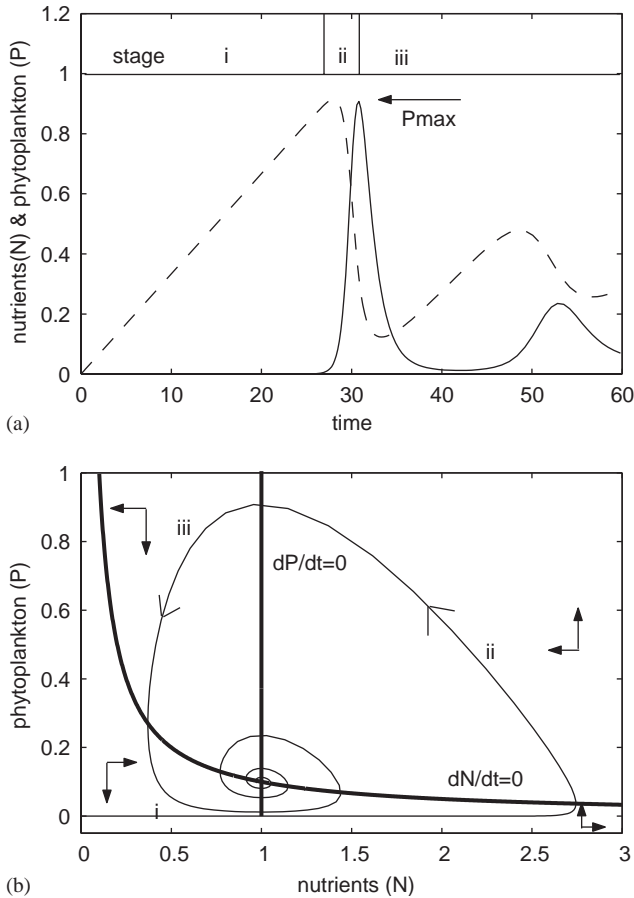 1.2
stage i ii iii
1
Pmax
0.8
0.6
0.4
0.2
0
nutrients(N) & phytoplankton (P)
0 10 20 30 40 50 60
(a)
time
1
iii
dP/dt=0
0.8
0.6
ii
0.4
0.2
dN/dt=0
i
0
phytoplankton (P)
0 0.5 1 1.5 2 2.5 3
(b)
nutrients (N)